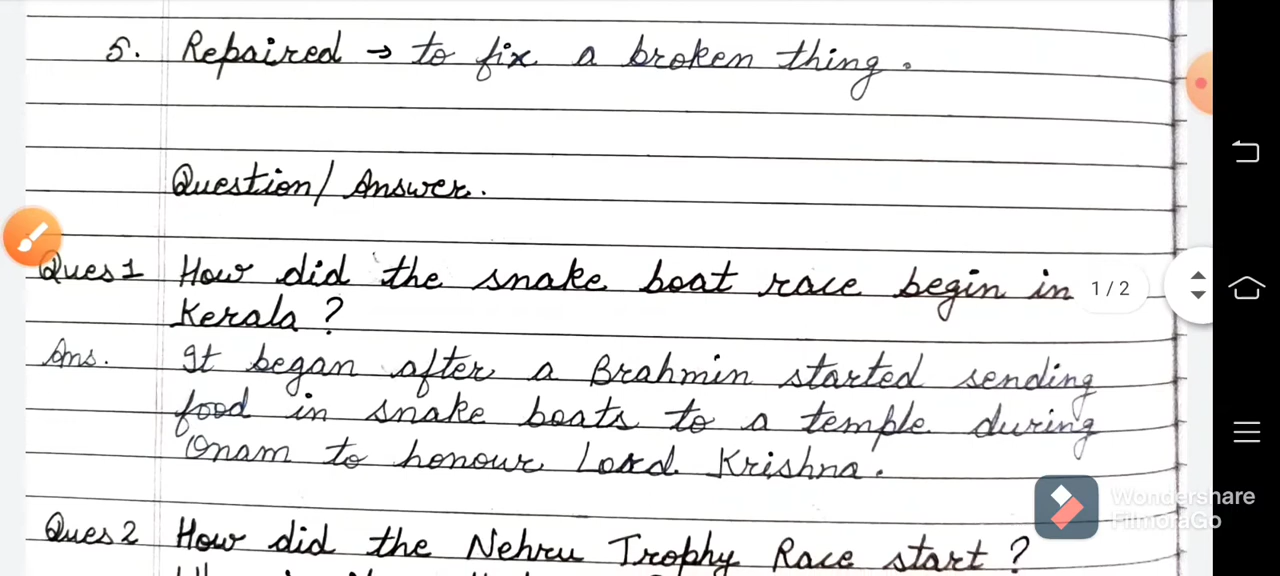 5. Repaired → to fix a broken thing.
Question/Answer.
Ques 1 How did the snake boat race begin in
Kerala?
Ans. It began after a Brahmin started sending
food in snake boats to a temple during
Onam to honour Lord Krishna.
Ques 2 How did the Nehru Trophy Race start?
1/2
Wondershare
FilmoraGo